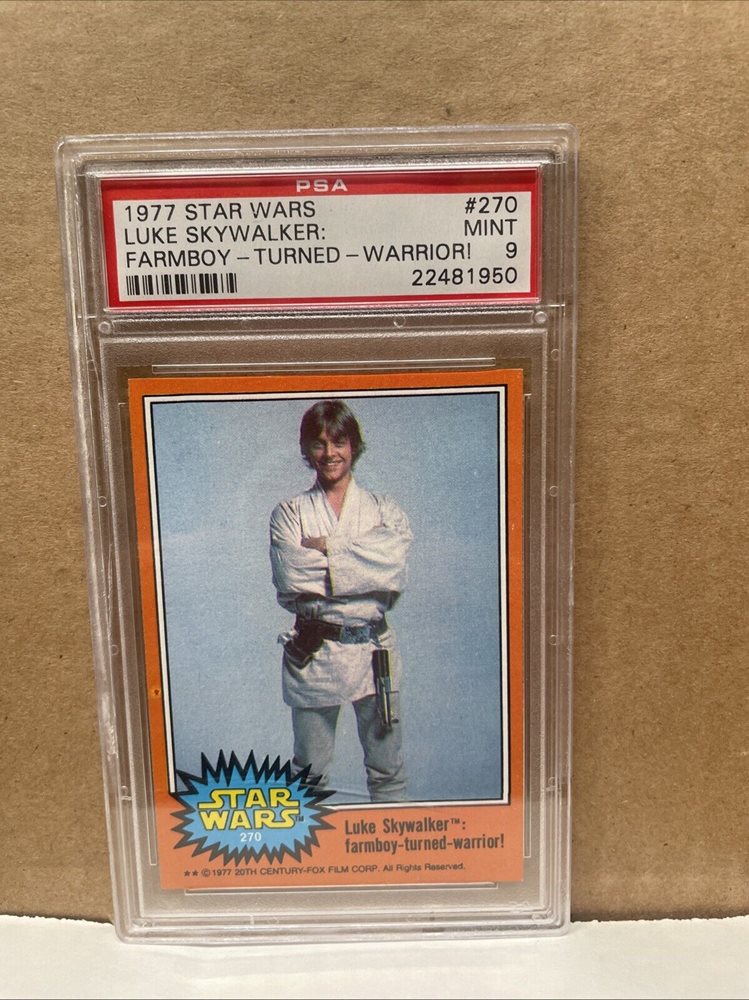 PSA
1977 STAR WARS #270
LUKE SKYWALKER: MINT
FARMBOY - TURNED - WARRIOR! 9
22481950
STAR
WARS™
270
Luke Skywalker™:
farmboy-turned-warrior!
★★ ©1977 20TH CENTURY-FOX FILM CORP. All Rights Reserved.